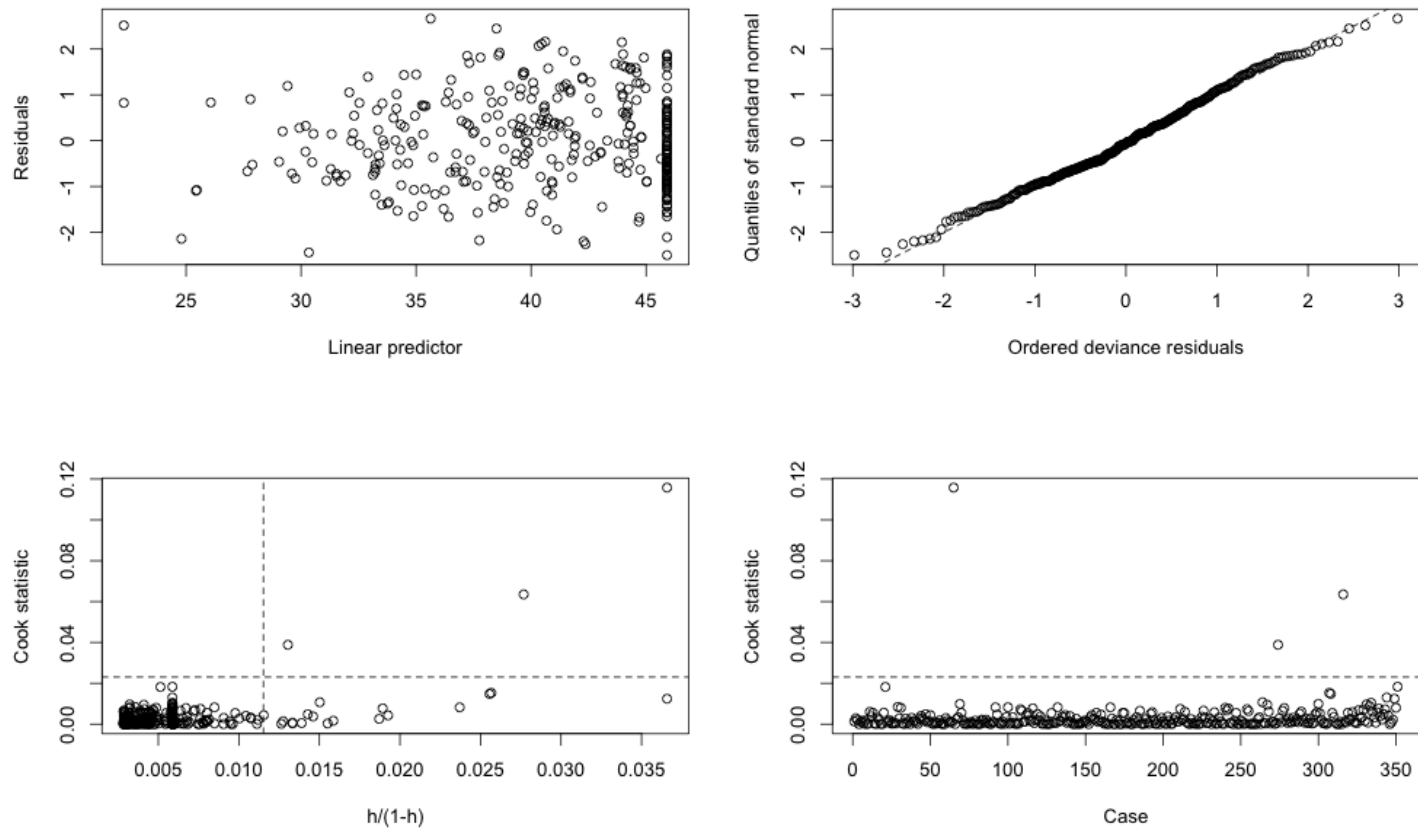 Residuals
2
1
0
-1
-2
25 30 35 40 45
Linear predictor
Quantiles of standard normal
2
1
0
-1
-2
-3 -2 -1 0 1 2 3
Ordered deviance residuals
Cook statistic
0.12
0.08
0.04
0.00
0.005 0.010 0.015 0.020 0.025 0.030 0.035
h/(1-h)
Cook statistic
0.12
0.08
0.04
0.00
0 50 100 150 200 250 300 350
Case